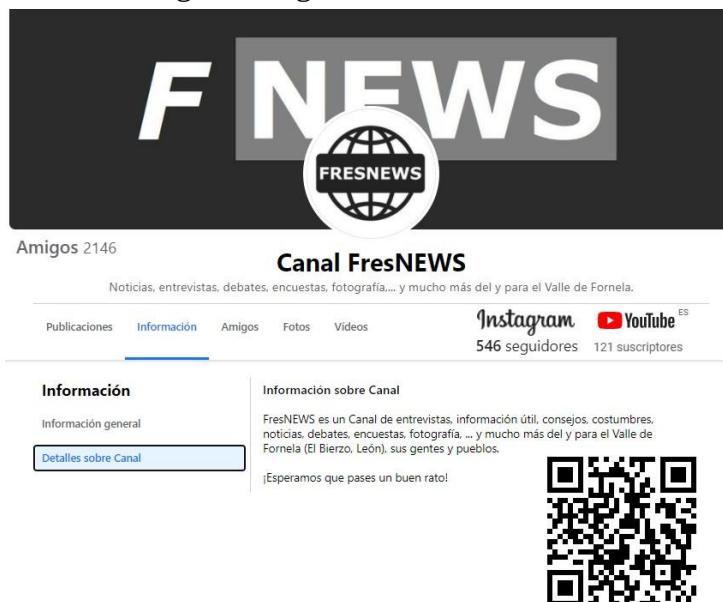 F NEWS
FRESNEWS
Amigos 2146
Canal FresNEWS
Noticias, entrevistas, debates, encuestas, fotografía,... y mucho más del y para el Valle de Fornela.
Publicaciones Información Amigos Fotos Vídeos
Instagram YouTube ES
546 seguidores 121 suscriptores
Información
Información general
Detalles sobre Canal
Información sobre Canal
FresNEWS es un Canal de entrevistas, información útil, consejos, costumbres,
noticias, debates, encuestas, fotografía, ... y mucho más del y para el Valle de
Fornela (El Bierzo, León), sus gentes y pueblos.
¡Esperamos que pases un buen rato!